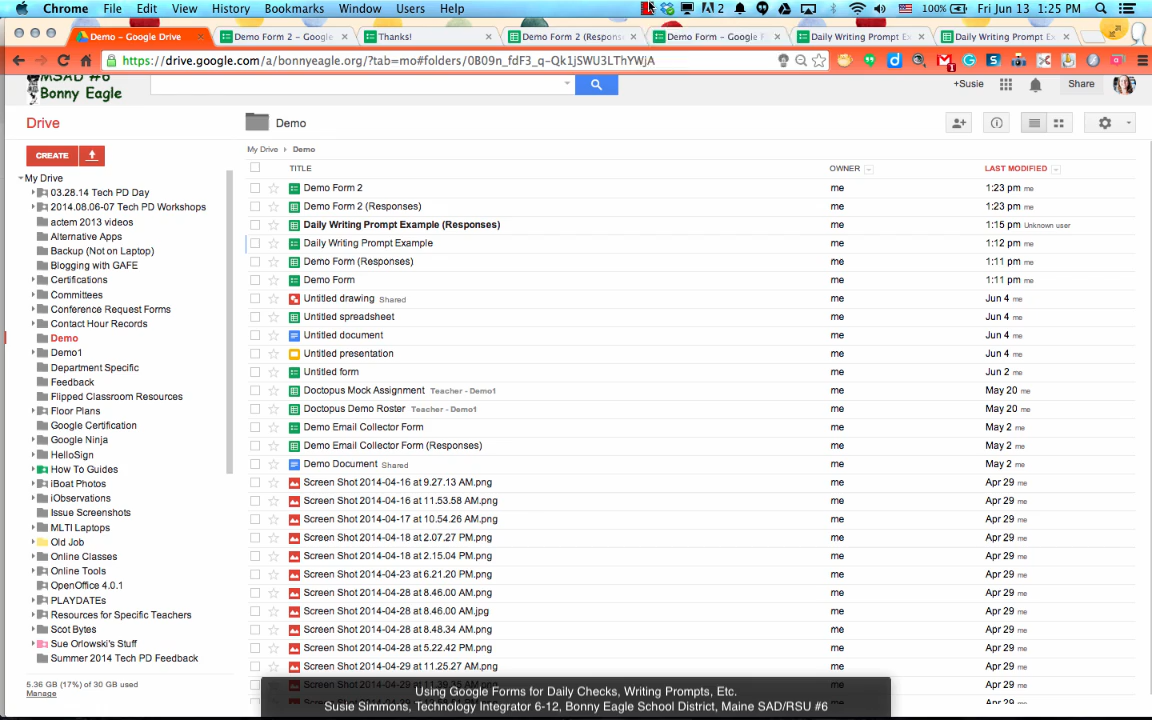 Chrome File Edit View History Bookmarks Window Users Help 2 100% Fri Jun 13 1:25 PM
Demo – Google Drive × Demo Form 2 - Google × Thanks! × Demo Form 2 (Respons × Demo Form - Google F × Daily Writing Prompt Ex × Daily Writing Prompt Ex ×
https://drive.google.com/a/bonnyeagle.org/?tab=mo#folders/0B09n_fdF3_q-Qk1jSWU3LThYWjA
MSAD #6
Bonny Eagle
+Susie Share
Drive
Demo
CREATE
My Drive › Demo
TITLE OWNER LAST MODIFIED
My Drive
03.28.14 Tech PD Day
2014.08.06-07 Tech PD Workshops
actem 2013 videos
Alternative Apps
Backup (Not on Laptop)
Blogging with GAFE
Certifications
Committees
Conference Request Forms
Contact Hour Records
Demo
Demo1
Department Specific
Feedback
Flipped Classroom Resources
Floor Plans
Google Certification
Google Ninja
HelloSign
How To Guides
iBoat Photos
iObservations
Issue Screenshots
MLTI Laptops
Old Job
Online Classes
Online Tools
OpenOffice 4.0.1
PLAYDATEs
Resources for Specific Teachers
Scot Bytes
Sue Orlowski's Stuff
Summer 2014 Tech PD Feedback
5.36 GB (17%) of 30 GB used
Manage
Demo Form 2 me 1:23 pm me
Demo Form 2 (Responses) me 1:23 pm me
Daily Writing Prompt Example (Responses) me 1:15 pm Unknown user
Daily Writing Prompt Example me 1:12 pm me
Demo Form (Responses) me 1:11 pm me
Demo Form me 1:11 pm me
Untitled drawing Shared me Jun 4 me
Untitled spreadsheet me Jun 4 me
Untitled document me Jun 4 me
Untitled presentation me Jun 4 me
Untitled form me Jun 2 me
Doctopus Mock Assignment Teacher - Demo1 me May 20 me
Doctopus Demo Roster Teacher - Demo1 me May 20 me
Demo Email Collector Form me May 2 me
Demo Email Collector Form (Responses) me May 2 me
Demo Document Shared me May 2 me
Screen Shot 2014-04-16 at 9.27.13 AM.png me Apr 29 me
Screen Shot 2014-04-16 at 11.53.58 AM.png me Apr 29 me
Screen Shot 2014-04-17 at 10.54.26 AM.png me Apr 29 me
Screen Shot 2014-04-18 at 2.07.27 PM.png me Apr 29 me
Screen Shot 2014-04-18 at 2.15.04 PM.png me Apr 29 me
Screen Shot 2014-04-23 at 6.21.20 PM.png me Apr 29 me
Screen Shot 2014-04-28 at 8.46.00 AM.png me Apr 29 me
Screen Shot 2014-04-28 at 8.46.00 AM.jpg me Apr 29 me
Screen Shot 2014-04-28 at 8.48.34 AM.png me Apr 29 me
Screen Shot 2014-04-28 at 5.22.42 PM.png me Apr 29 me
Screen Shot 2014-04-29 at 11.25.27 AM.png me Apr 29 me
Apr 29 me
Using Google Forms for Daily Checks, Writing Prompts, Etc.
Susie Simmons, Technology Integrator 6-12, Bonny Eagle School District, Maine SAD/RSU #6